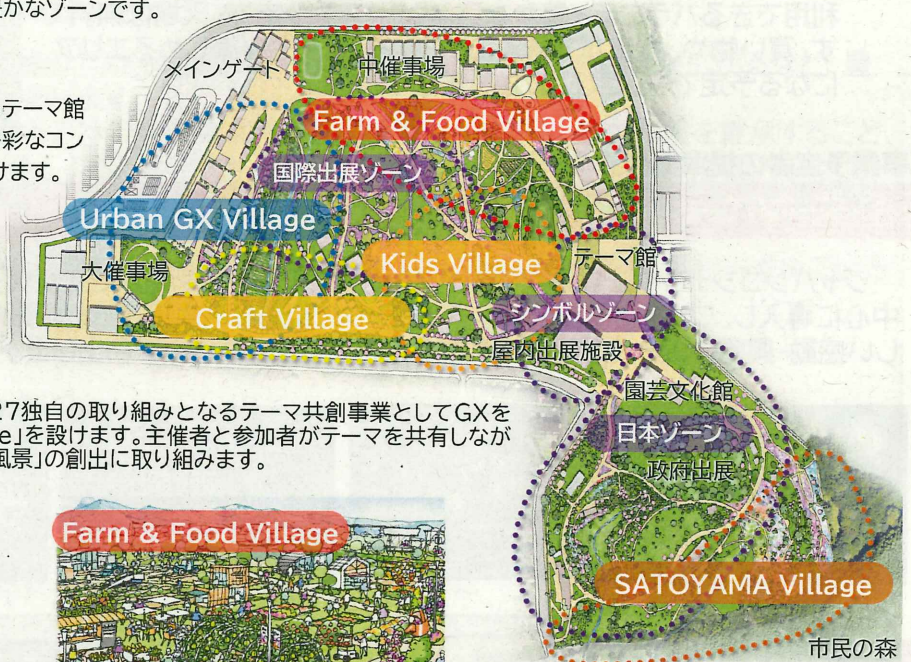 かなゾーンです。
メインゲート
中催事場
テーマ館
彩なコン
けます。
Farm & Food Village
国際出展ゾーン
Urban GX Village
大催事場
Kids Village
テーマ館
Craft Village
シンボルゾーン
屋内出展施設
園芸文化館
27独自の取り組みとなるテーマ共創事業としてGXを
e」を設けます。主催者と参加者がテーマを共有しなが
風景」の創出に取り組みます。
日本ゾーン
政府出展
Farm & Food Village
SATOYAMA Village
市民の森